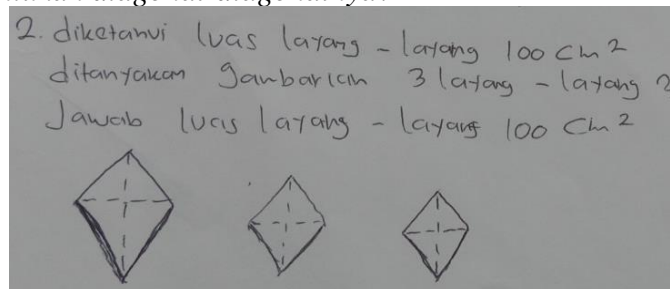 2. diketahui luas layang - layang 100 Cm²
ditanyakan gambarkan 3 layang - layang ?
Jawab luas layang - layang 100 Cm²